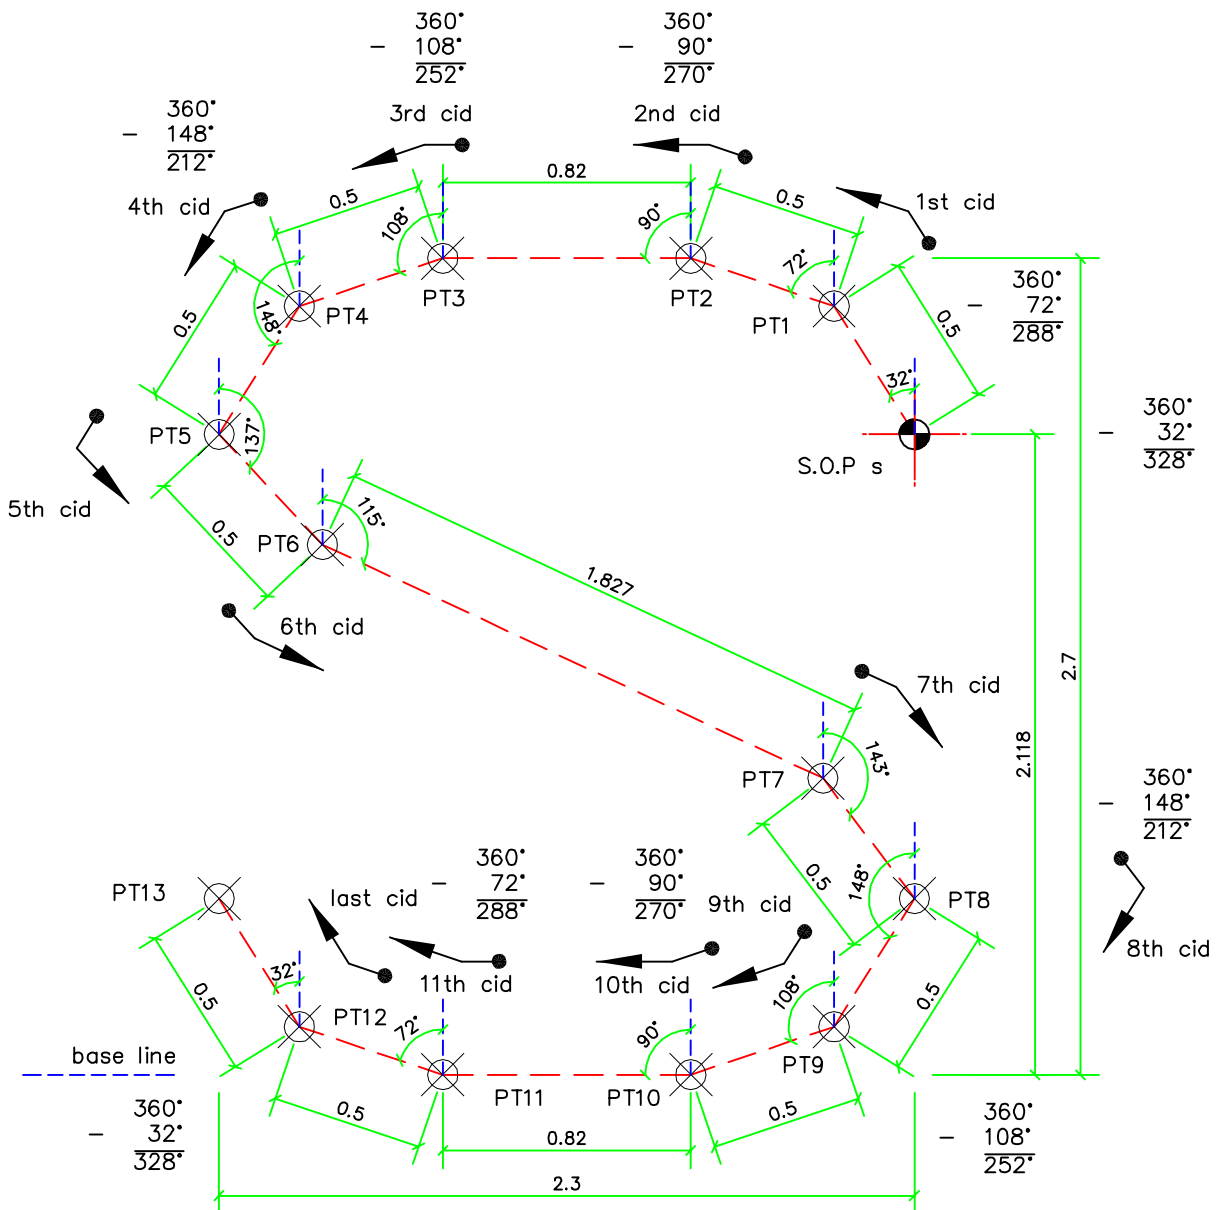 360°
- 108°
252°
3rd cid
360°
- 90°
270°
2nd cid
360°
- 148°
212°
4th cid
0.5
0.82
0.5
1st cid
108°
90°
72°
PT3
PT2
PT4
PT1
360°
- 72°
288°
0.5
148°
0.5
32°
360°
- 32°
328°
PT5
137°
S.O.P s
5th cid
0.5
PT6
115°
1.827
6th cid
2.7
7th cid
2.118
PT7
143°
360°
- 148°
212°
0.5
148°
PT8
8th cid
PT13
last cid
360°
- 72°
288°
360°
- 90°
270°
9th cid
11th cid
10th cid
32°
0.5
108°
0.5
PT12
72°
90°
PT9
base line
PT11
PT10
360°
- 32°
328°
0.5
0.82
0.5
360°
- 108°
252°
2.3